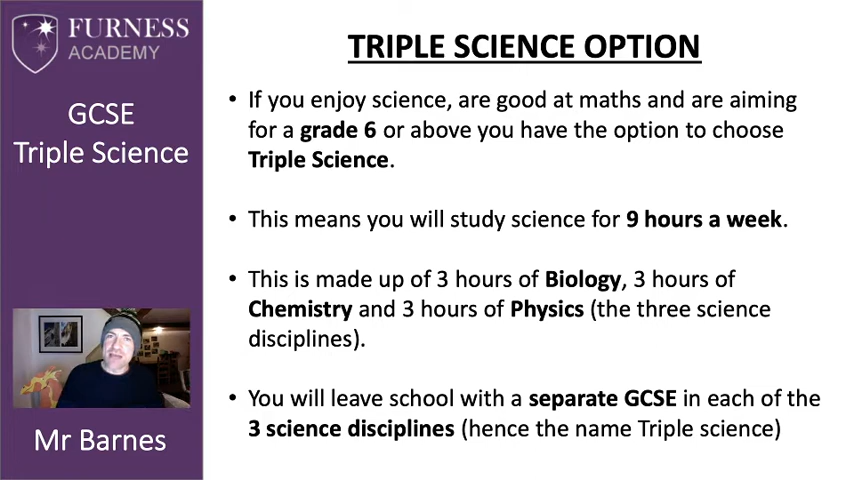 FURNESS
ACADEMY
GCSE
Triple Science
Mr Barnes
TRIPLE SCIENCE OPTION
• If you enjoy science, are good at maths and are aiming
for a grade 6 or above you have the option to choose
Triple Science.
• This means you will study science for 9 hours a week.
• This is made up of 3 hours of Biology, 3 hours of
Chemistry and 3 hours of Physics (the three science
disciplines).
• You will leave school with a separate GCSE in each of the
3 science disciplines (hence the name Triple science)